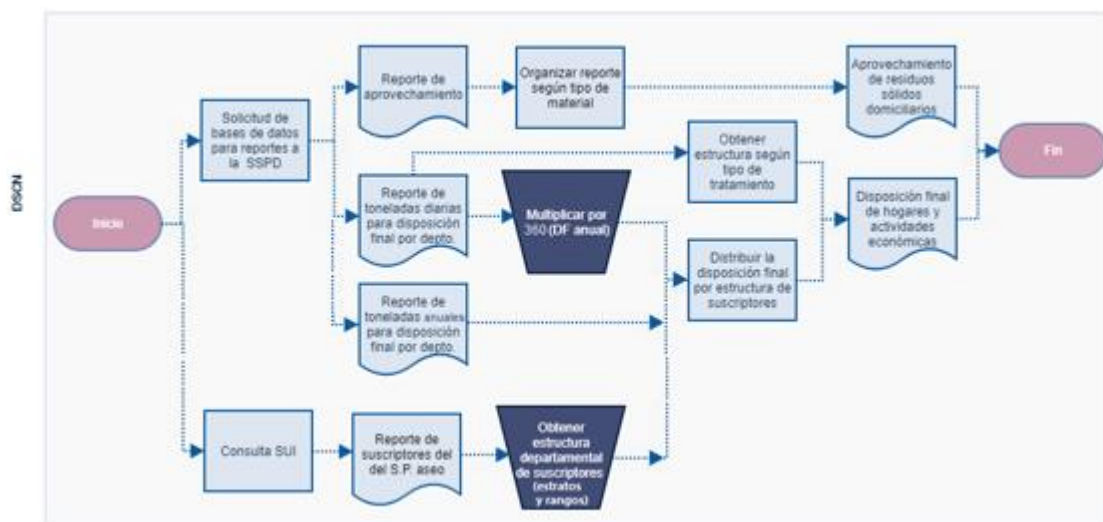 DSCN
Inicio
Solicitud de
bases de datos
para reportes a
la SSPD
Consulta SUI
Reporte de
aprovechamiento
Reporte de
toneladas diarias
para disposición
final por depto.
Reporte de
toneladas anuales
para disposición
final por depto.
Reporte de
suscriptores del
del S.P. aseo
Organizar reporte
según tipo de
material
Multiplicar por
360 (DF anual)
Obtener
estructura
departamental
de suscriptores
(estratos
y rangos)
Obtener
estructura según
tipo de
tratamiento
Distribuir la
disposición final
por estructura de
suscriptores
Aprovechamiento
de residuos
sólidos
domiciliarios
Disposición final
de hogares y
actividades
económicas
Fin